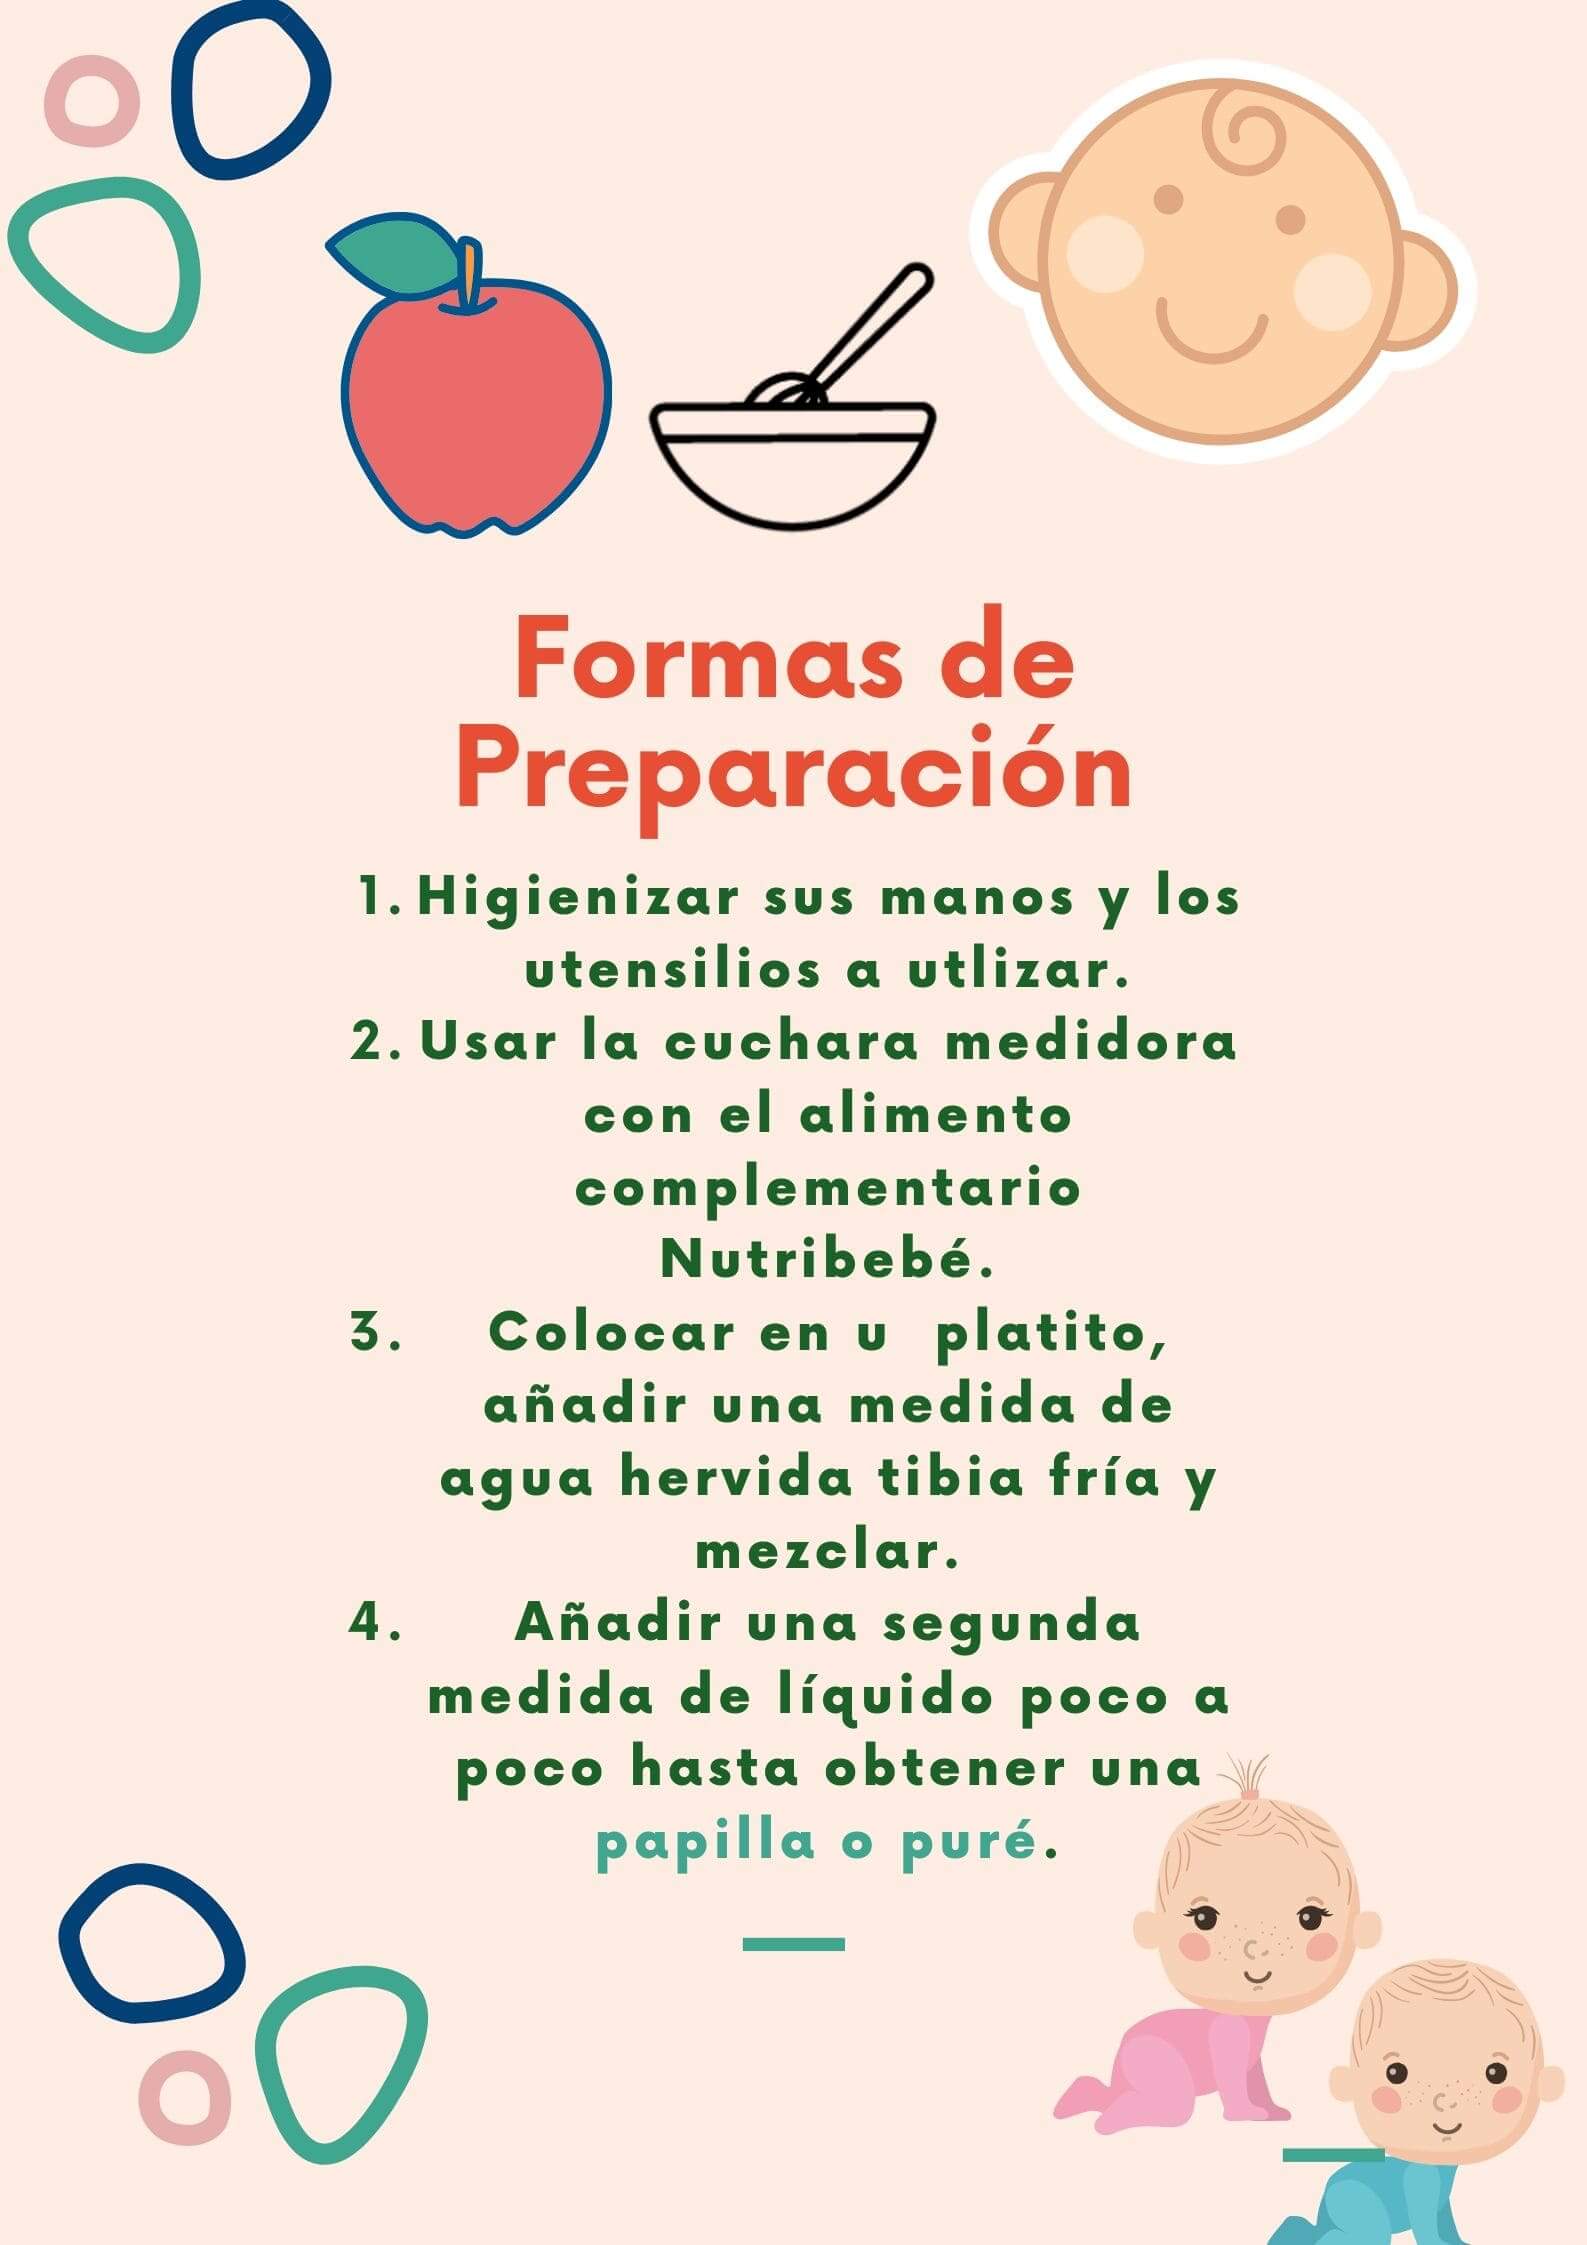 Formas de
Preparación
1. Higienizar sus manos y los
utensilios a utlizar.
2. Usar la cuchara medidora
con el alimento
complementario
Nutribebé.
3. Colocar en u platito,
añadir una medida de
agua hervida tibia fría y
mezclar.
4. Añadir una segunda
medida de líquido poco a
poco hasta obtener una
papilla o puré.